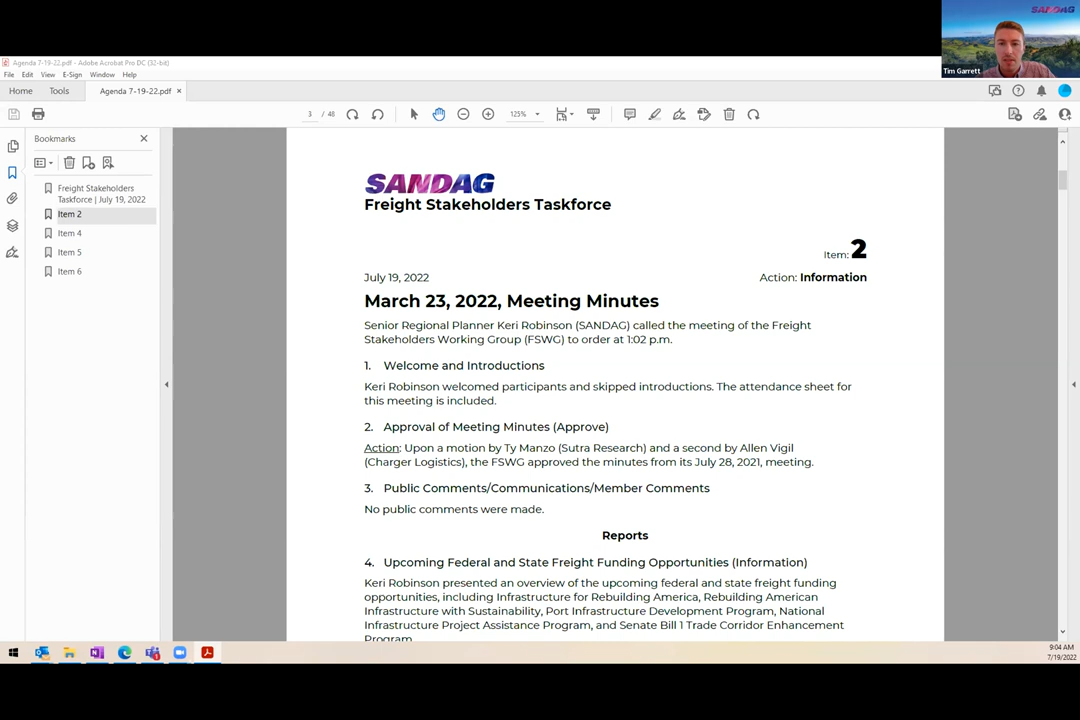 SANDAG
Tim Garrett
Agenda 7-19-22.pdf - Adobe Acrobat Pro DC (32-bit)
File Edit View E-Sign Window Help
Home Tools Agenda 7-19-22.pdf ×
3 / 48 125%
Bookmarks
Freight Stakeholders
Taskforce | July 19, 2022
Item 2
Item 4
Item 5
Item 6
SANDAG
Freight Stakeholders Taskforce
Item: 2
July 19, 2022 Action: Information
March 23, 2022, Meeting Minutes
Senior Regional Planner Keri Robinson (SANDAG) called the meeting of the Freight
Stakeholders Working Group (FSWG) to order at 1:02 p.m.
1. Welcome and Introductions
Keri Robinson welcomed participants and skipped introductions. The attendance sheet for
this meeting is included.
2. Approval of Meeting Minutes (Approve)
Action: Upon a motion by Ty Manzo (Sutra Research) and a second by Allen Vigil
(Charger Logistics), the FSWG approved the minutes from its July 28, 2021, meeting.
3. Public Comments/Communications/Member Comments
No public comments were made.
Reports
4. Upcoming Federal and State Freight Funding Opportunities (Information)
Keri Robinson presented an overview of the upcoming federal and state freight funding
opportunities, including Infrastructure for Rebuilding America, Rebuilding American
Infrastructure with Sustainability, Port Infrastructure Development Program, National
Infrastructure Project Assistance Program, and Senate Bill 1 Trade Corridor Enhancement
Program
9:04 AM
7/19/2022